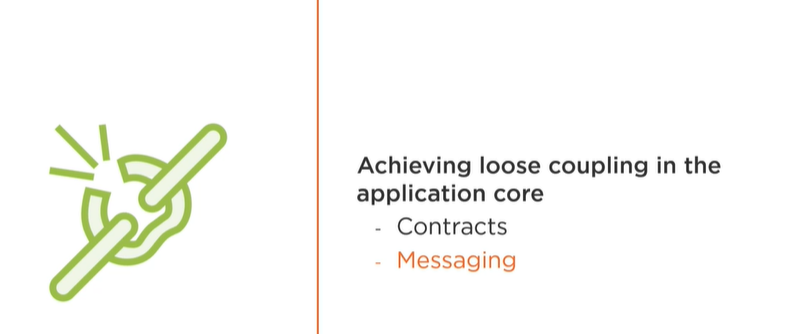 Achieving loose coupling in the
application core
- Contracts
- Messaging